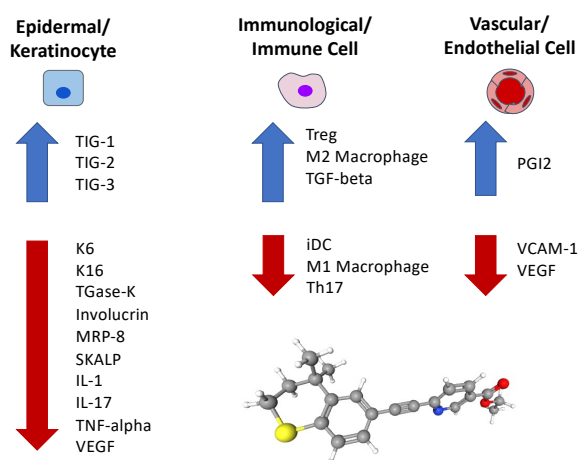 Epidermal/
Keratinocyte
TIG-1
TIG-2
TIG-3
K6
K16
TGase-K
Involucrin
MRP-8
SKALP
IL-1
IL-17
TNF-alpha
VEGF
Immunological/
Immune Cell
Treg
M2 Macrophage
TGF-beta
iDC
M1 Macrophage
Th17
Vascular/
Endothelial Cell
PGI2
VCAM-1
VEGF